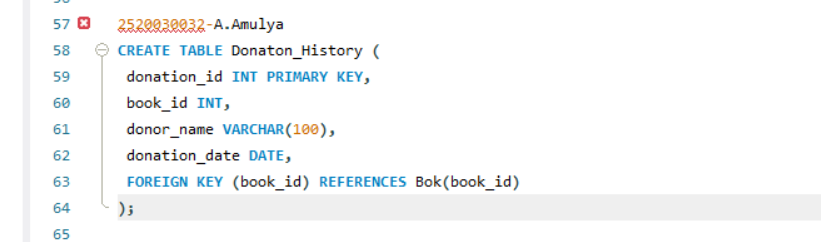 57 2520030032-A.Amulya
58 CREATE TABLE Donaton_History (
59 donation_id INT PRIMARY KEY,
60 book_id INT,
61 donor_name VARCHAR(100),
62 donation_date DATE,
63 FOREIGN KEY (book_id) REFERENCES Bok(book_id)
64 );
65